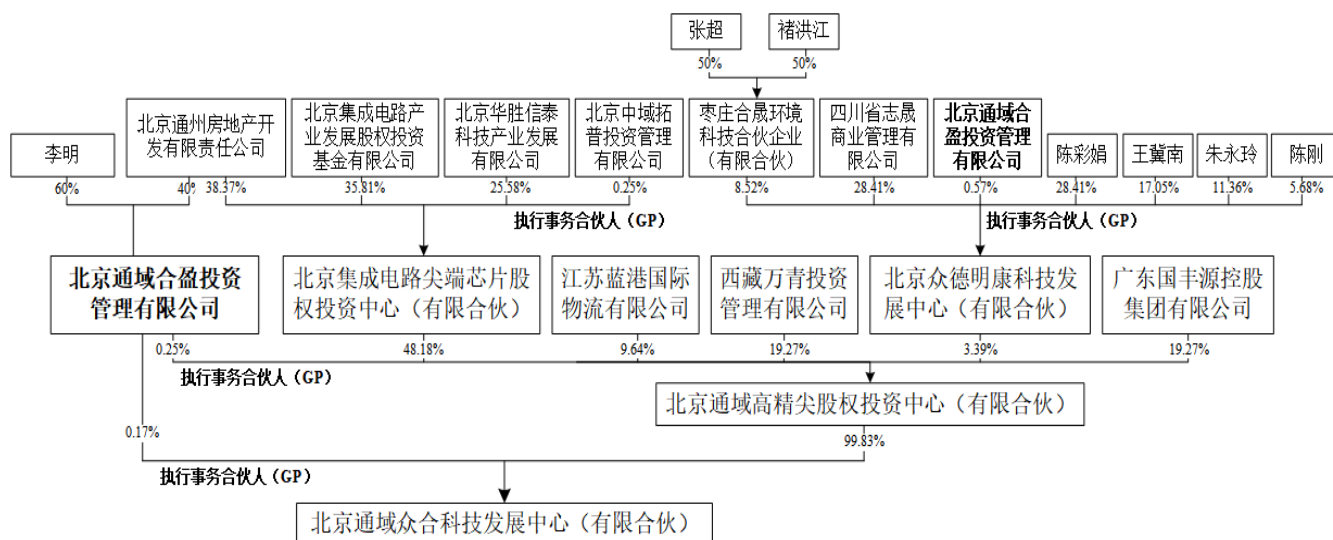 张超
褚洪江
50%
50%
李明
北京通州房地产开
发有限责任公司
北京集成电路产
业发展股权投资
基金有限公司
北京华胜信泰
科技产业发展
有限公司
北京中域拓
普投资管理
有限公司
枣庄合晟环境
科技合伙企业
（有限合伙）
四川省志晟
商业管理有
限公司
北京通域合
盈投资管理
有限公司
陈彩娟
王冀南
朱永玲
陈刚
60%
40%
38.37%
35.81%
25.58%
0.25%
8.52%
28.41%
0.57%
28.41%
17.05%
11.36%
5.68%
执行事务合伙人（GP）
执行事务合伙人（GP）
北京通域合盈投资
管理有限公司
北京集成电路尖端芯片股
权投资中心（有限合伙）
江苏蓝港国际
物流有限公司
西藏万青投资
管理有限公司
北京众德明康科技发
展中心（有限合伙）
广东国丰源控股
集团有限公司
0.25%
48.18%
9.64%
19.27%
3.39%
19.27%
执行事务合伙人（GP）
北京通域高精尖股权投资中心（有限合伙）
0.17%
99.83%
执行事务合伙人（GP）
北京通域众合科技发展中心（有限合伙）